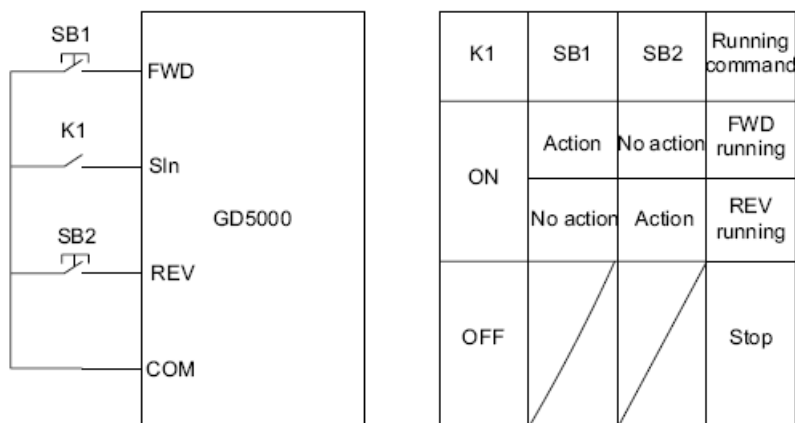 SB1
FWD
K1
SIn
GD5000
SB2
REV
COM
K1 SB1 SB2 Running
command
ON Action No action FWD
running
No action Action REV
running
OFF Stop